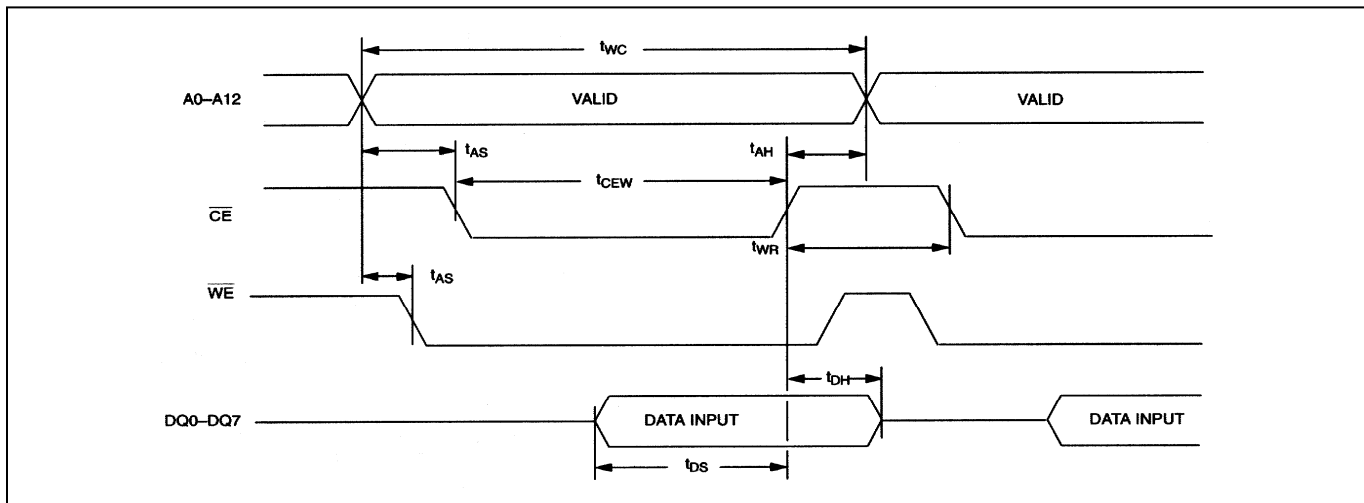 tWC
A0–A12 VALID VALID
tAS tAH
tCEW
CE
tWR
tAS
WE
tDH
DQ0–DQ7 DATA INPUT DATA INPUT
tDS